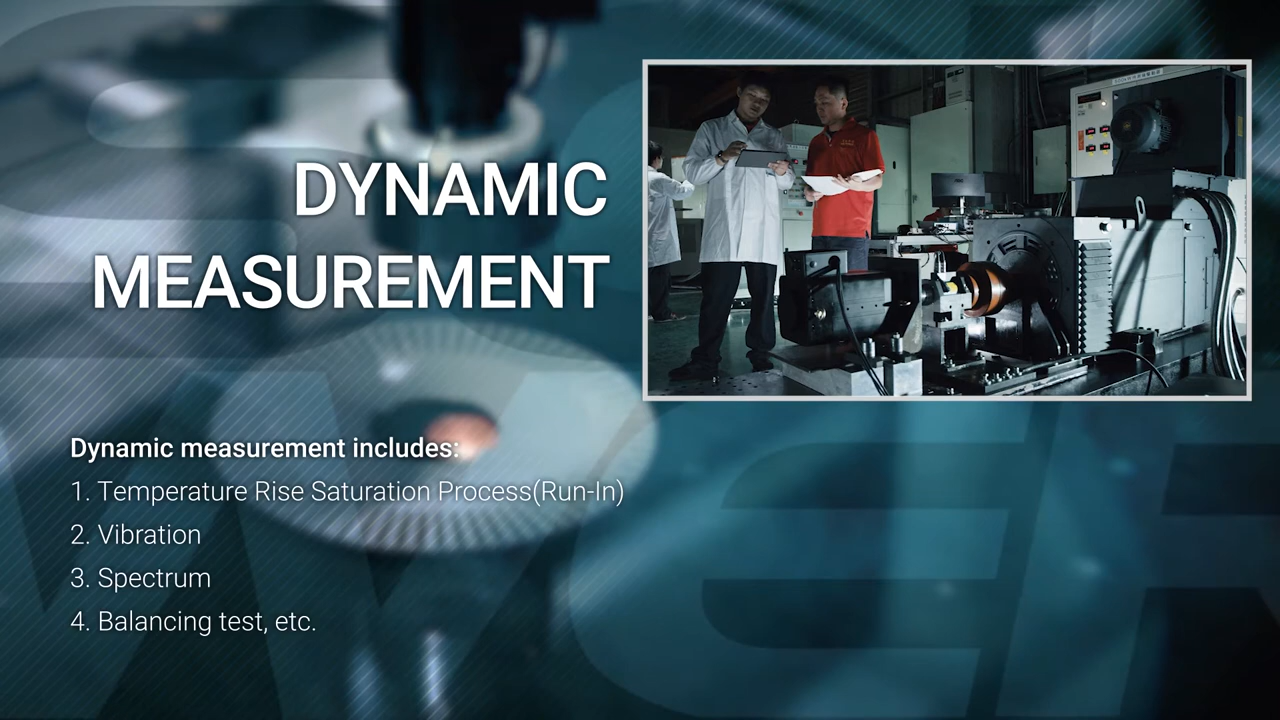 DYNAMIC
MEASUREMENT
Dynamic measurement includes:
1. Temperature Rise Saturation Process(Run-In)
2. Vibration
3. Spectrum
4. Balancing test, etc.